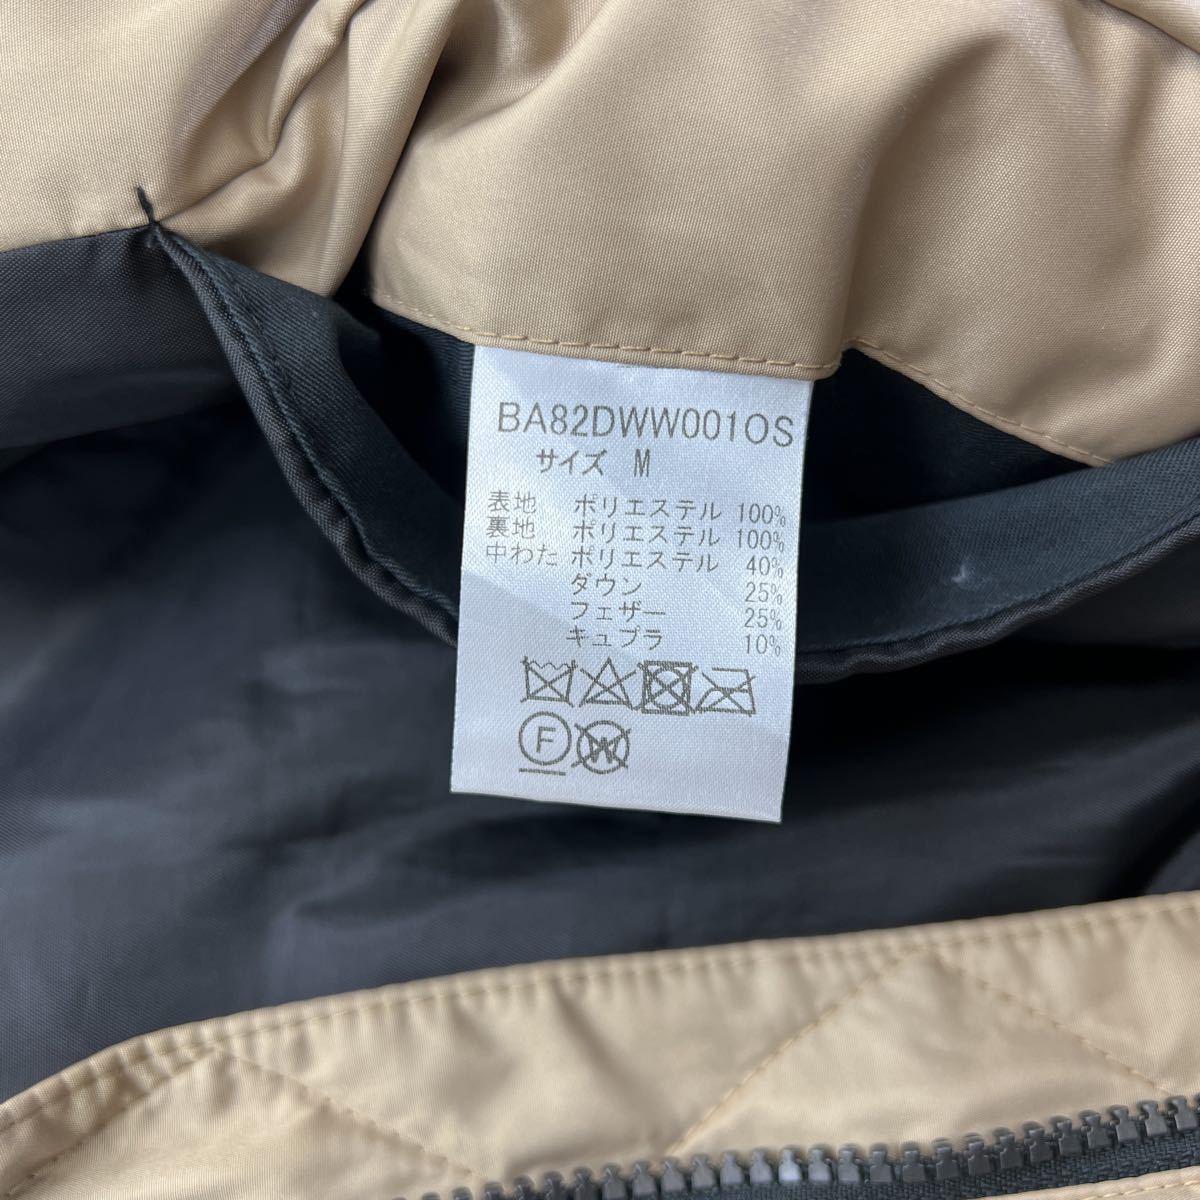 BA82DWW001OS
サイズ M
表地 ポリエステル 100%
裏地 ポリエステル 100%
中わた ポリエステル 40%
ダウン 25%
フェザー 25%
キュプラ 10%
F W